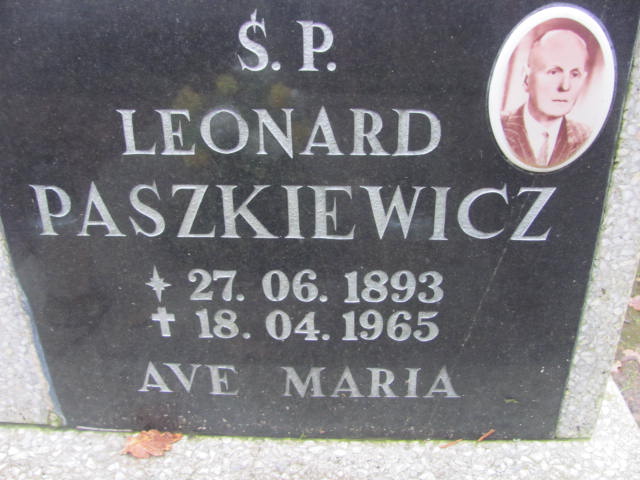 Ś. P.
LEONARD
PASZKIEWICZ
* 27. 06. 1893
✝ 18. 04. 1965
AVE MARIA